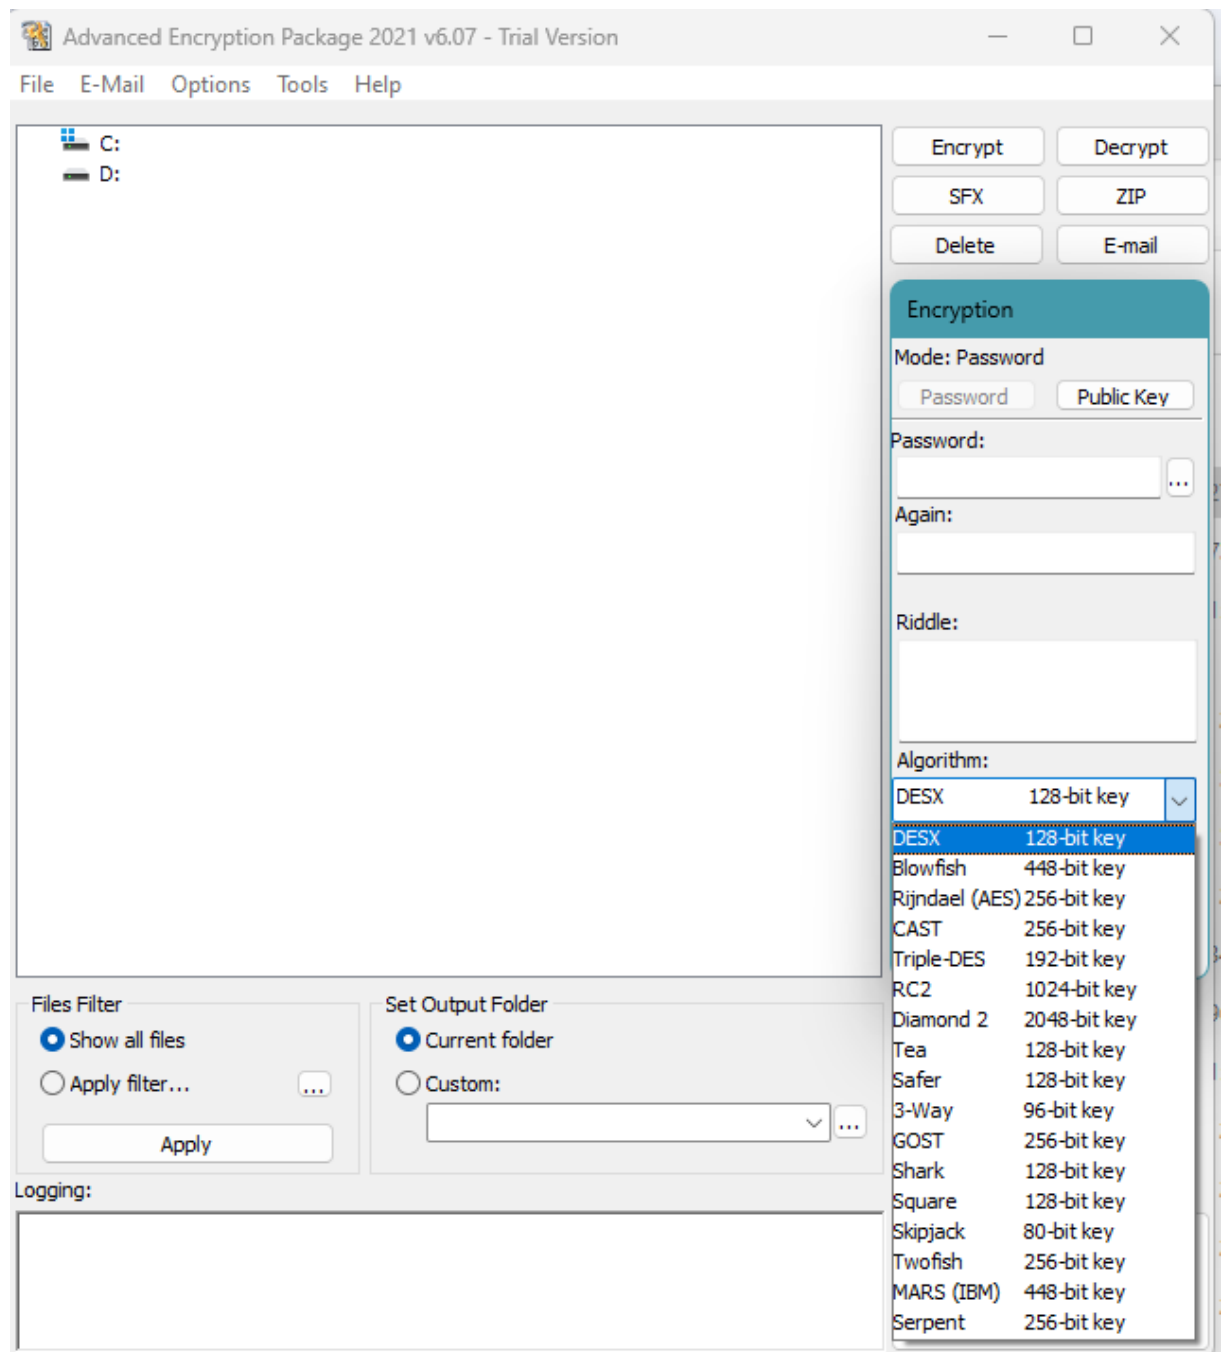 Advanced Encryption Package 2021 v6.07 - Trial Version
File E-Mail Options Tools Help
C:
D:
Encrypt Decrypt
SFX ZIP
Delete E-mail
Encryption
Mode: Password
Password Public Key
Password:
...
Again:
Riddle:
Algorithm:
DESX 128-bit key
DESX 128-bit key
Blowfish 448-bit key
Rijndael (AES) 256-bit key
CAST 256-bit key
Triple-DES 192-bit key
RC2 1024-bit key
Diamond 2 2048-bit key
Tea 128-bit key
Safer 128-bit key
3-Way 96-bit key
GOST 256-bit key
Shark 128-bit key
Square 128-bit key
Skipjack 80-bit key
Twofish 256-bit key
MARS (IBM) 448-bit key
Serpent 256-bit key
Files Filter
Show all files
Apply filter... ...
Apply
Set Output Folder
Current folder
Custom:
...
Logging: